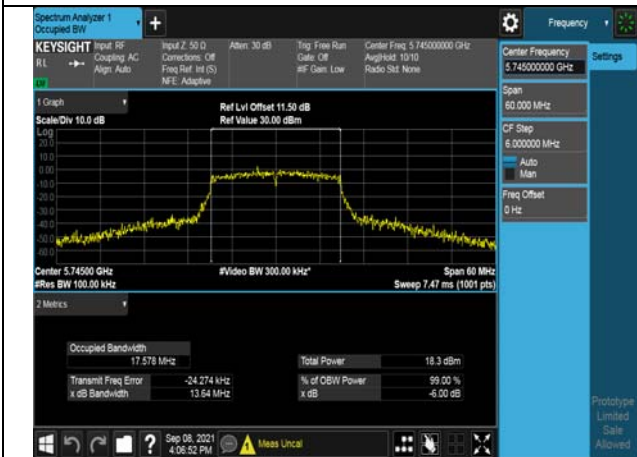 Spectrum Analyzer 1
Occupied BW
+
Frequency
KEYSIGHT
RL
Input: RF
Coupling: AC
Align: Auto
Input Z: 50 Ω
Corrections: Off
Freq Ref: Int (S)
NFE: Adaptive
Atten: 30 dB
Trig: Free Run
Gate: Off
#IF Gain: Low
Center Freq: 5.745000000 GHz
Avg|Hold: 10/10
Radio Std: None
Center Frequency
5.745000000 GHz
Settings
Span
60.000 MHz
CF Step
6.000000 MHz
Auto
Man
Freq Offset
0 Hz
1 Graph
Scale/Div 10.0 dB
Ref Lvl Offset 11.50 dB
Ref Value 30.00 dBm
Log
20.0
10.0
0.00
-10.0
-20.0
-30.0
-40.0
-50.0
-60.0
Center 5.74500 GHz
#Res BW 100.00 kHz
#Video BW 300.00 kHz*
Span 60 MHz
Sweep 7.47 ms (1001 pts)
2 Metrics
Occupied Bandwidth
17.578 MHz
Total Power 18.3 dBm
Transmit Freq Error -24.274 kHz
% of OBW Power 99.00 %
x dB Bandwidth 13.64 MHz
x dB -6.00 dB
Prototype
Limited
Sale
Allowed
?
Sep 08, 2021
4:06:52 PM
Meas Uncal